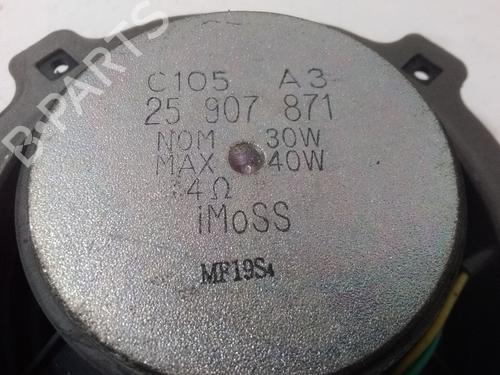 C105 A3
25 907 871
NOM 30W
MAX 40W
4Ω
iMoSS
MF19S4
B-PARTS